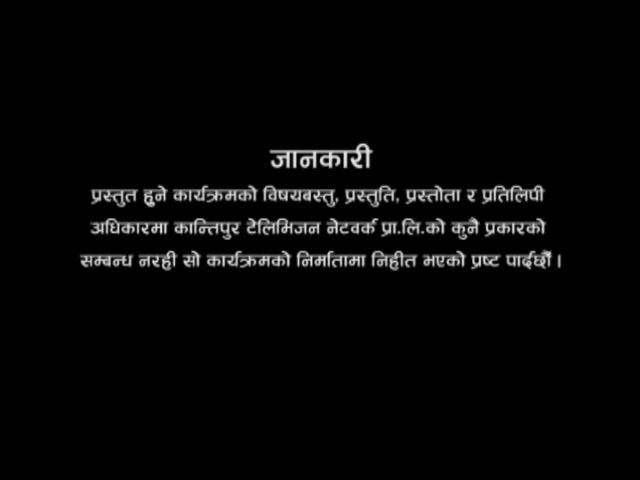 जानकारी
प्रस्तुत हुने कार्यक्रमको विषयबस्तु, प्रस्तुति, प्रस्तोता र प्रतिलिपी
अधिकारमा कान्तिपुर टेलिभिजन नेटवर्क प्रा.लि.को कुनै प्रकारको
सम्बन्ध नरही सो कार्यक्रमको निर्मातामा निहीत भएको प्रष्ट पार्दछौं ।